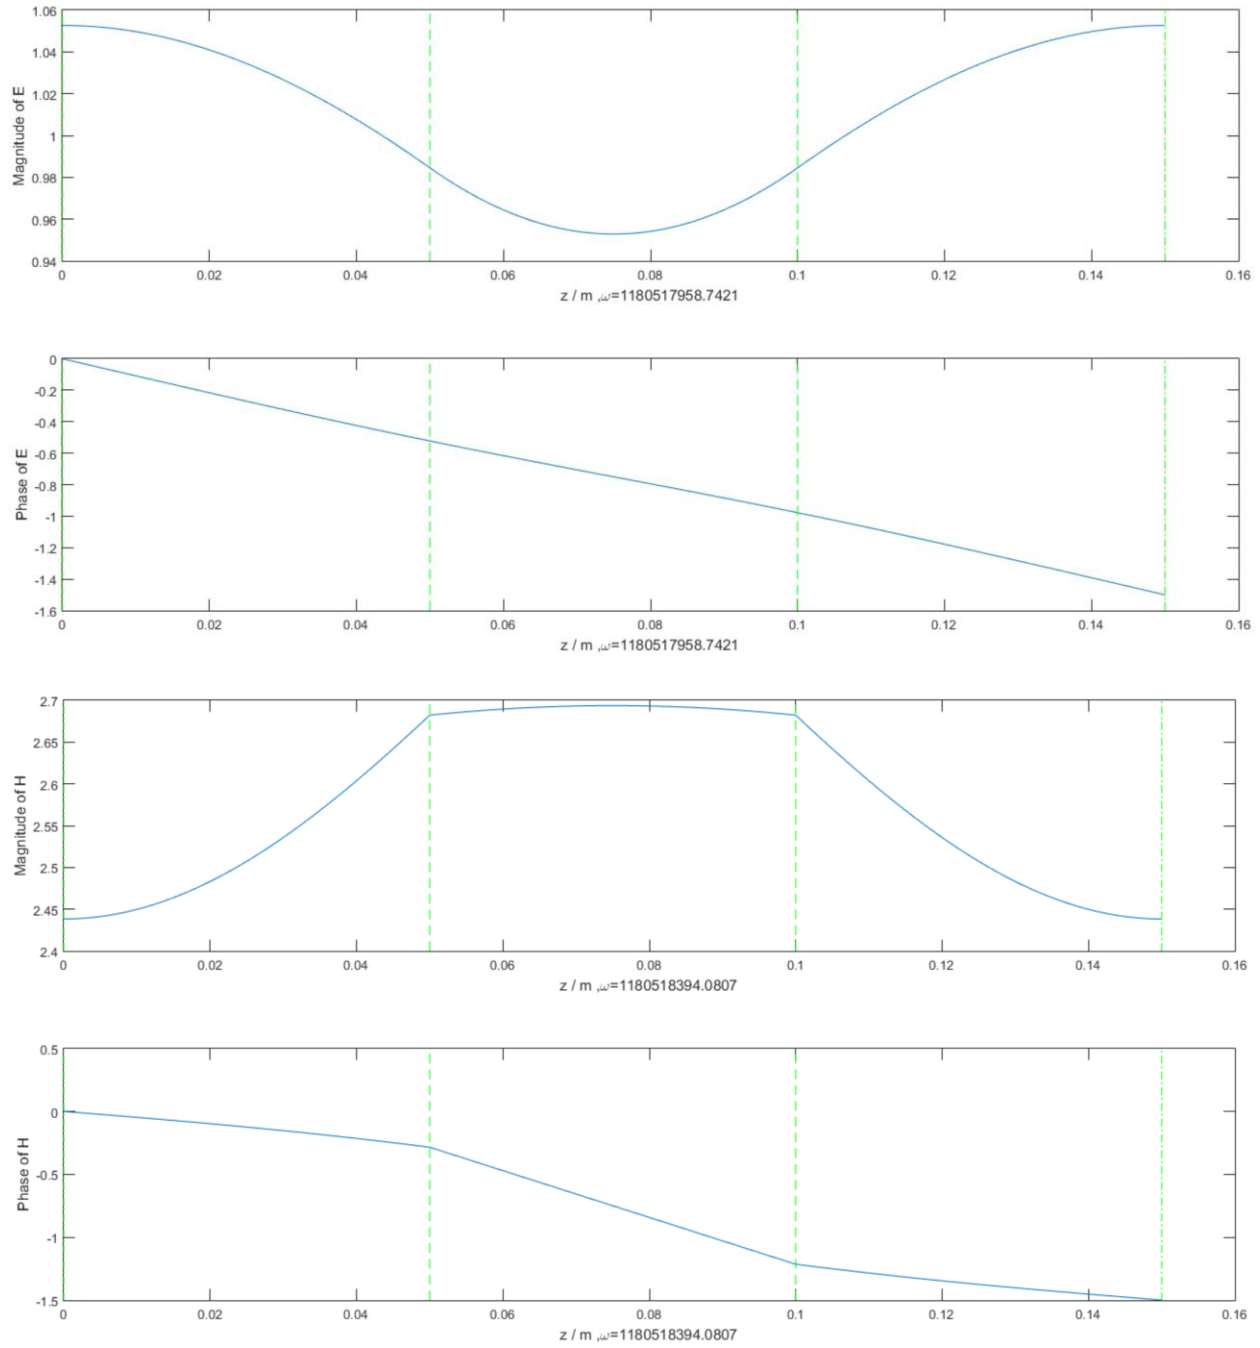 1.06
1.04
1.02
1
0.98
0.96
0.94
Magnitude of E
0 0.02 0.04 0.06 0.08 0.1 0.12 0.14 0.16
z / m ,ω=1180517958.7421
0
-0.2
-0.4
-0.6
-0.8
-1
-1.2
-1.4
-1.6
Phase of E
0 0.02 0.04 0.06 0.08 0.1 0.12 0.14 0.16
z / m ,ω=1180517958.7421
2.7
2.65
2.6
2.55
2.5
2.45
2.4
Magnitude of H
0 0.02 0.04 0.06 0.08 0.1 0.12 0.14 0.16
z / m ,ω=1180518394.0807
0.5
0
-0.5
-1
-1.5
Phase of H
0 0.02 0.04 0.06 0.08 0.1 0.12 0.14 0.16
z / m ,ω=1180518394.0807